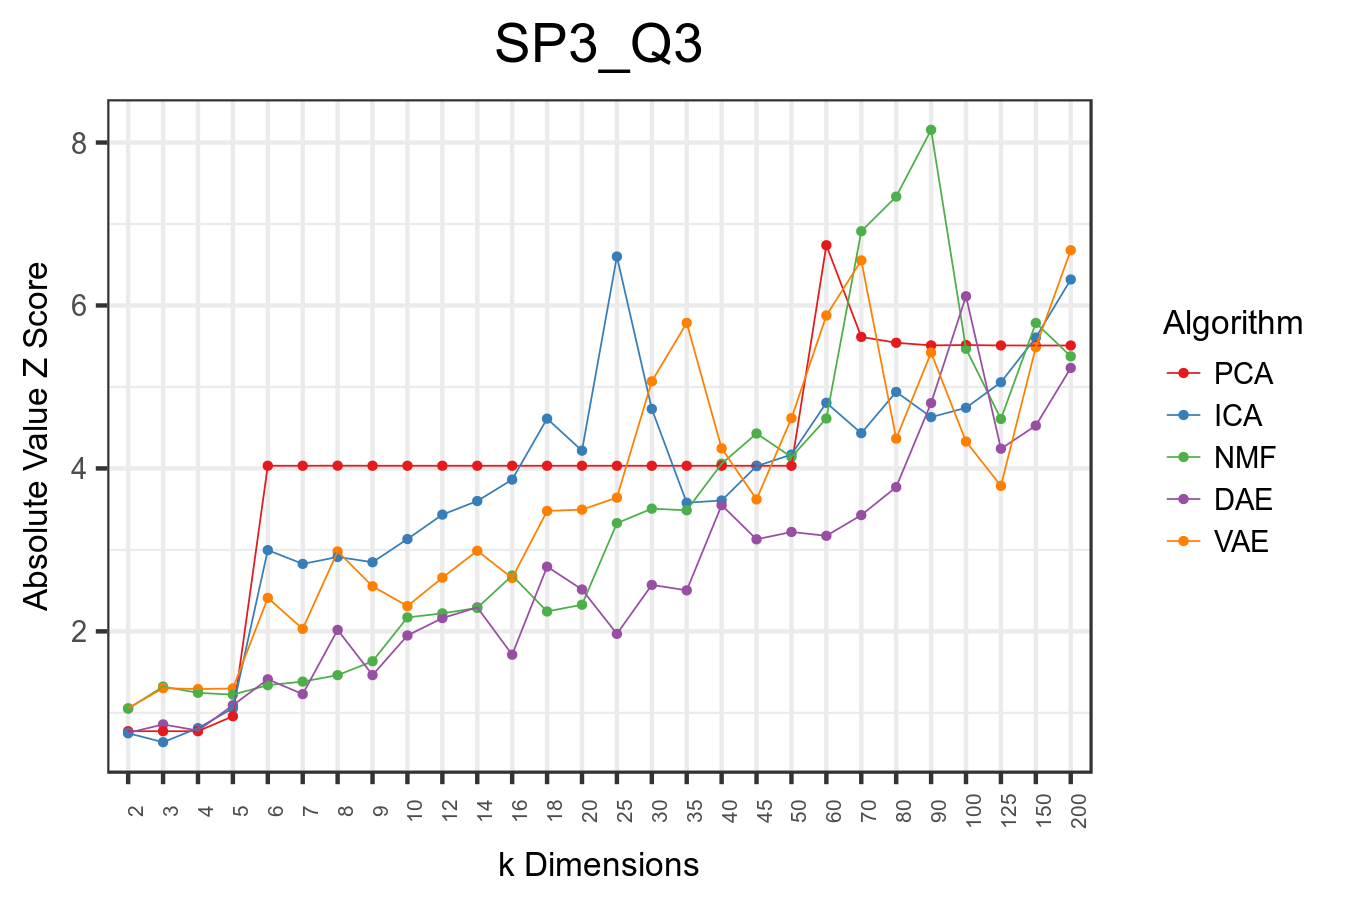 SP3_Q3
Absolute Value Z Score
8
6
4
2
2 3 4 5 6 7 8 9 10 12 14 16 18 20 25 30 35 40 45 50 60 70 80 90 100 125 150 200
k Dimensions
Algorithm
PCA
ICA
NMF
DAE
VAE